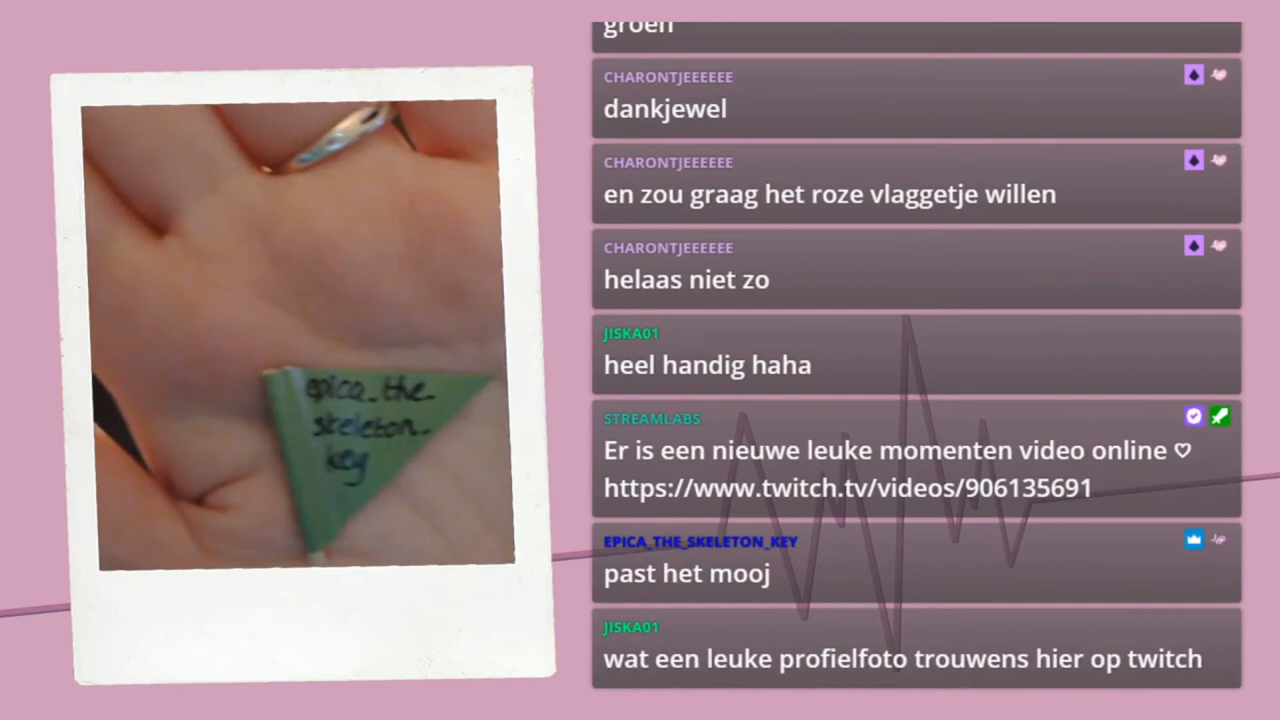 epica_the_
skeleton_
key
groen
CHARONTJEEEEEE
dankjewel
CHARONTJEEEEEE
en zou graag het roze vlaggetje willen
CHARONTJEEEEEE
helaas niet zo
JISKA01
heel handig haha
STREAMLABS
Er is een nieuwe leuke momenten video online ♡
https://www.twitch.tv/videos/906135691
EPICA_THE_SKELETON_KEY
past het mooj
JISKA01
wat een leuke profielfoto trouwens hier op twitch